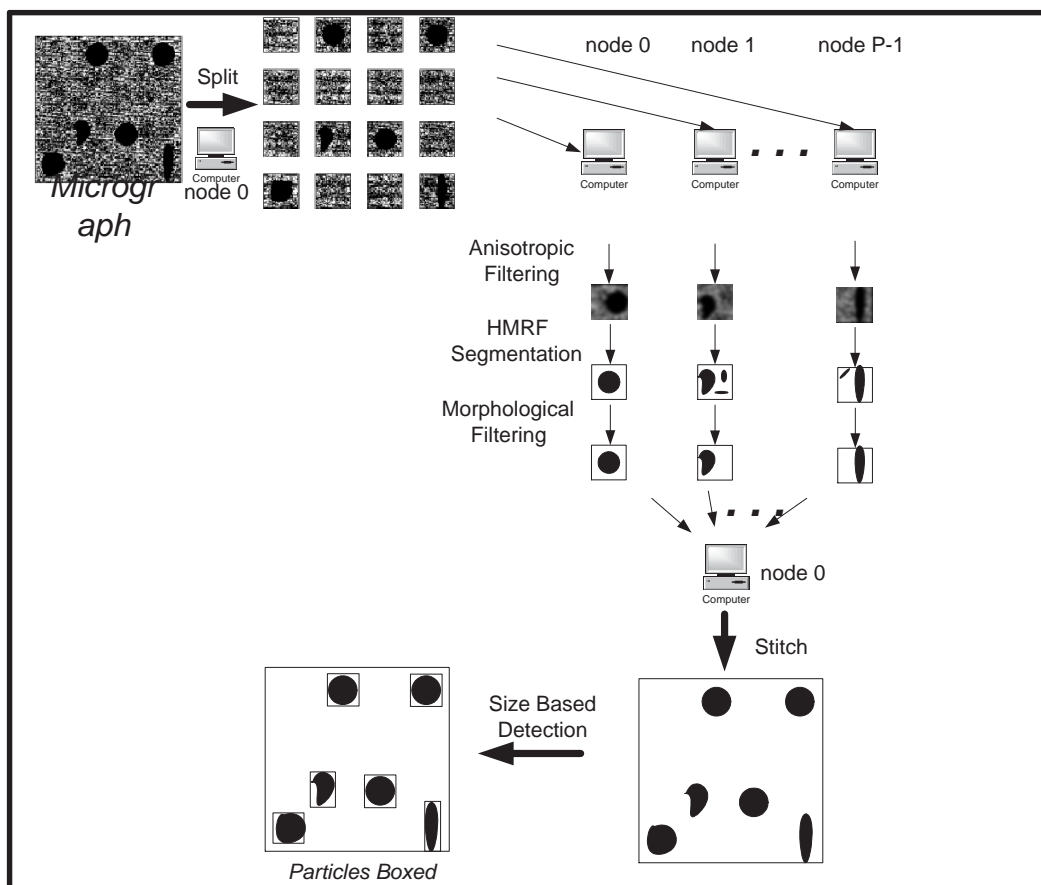 Split
Computer
node 0
Microgr
aph
node 0
node 1
node P-1
Computer
Computer
Computer
. . .
Anisotropic
Filtering
HMRF
Segmentation
Morphological
Filtering
. . .
node 0
Computer
Stitch
Size Based
Detection
Particles Boxed